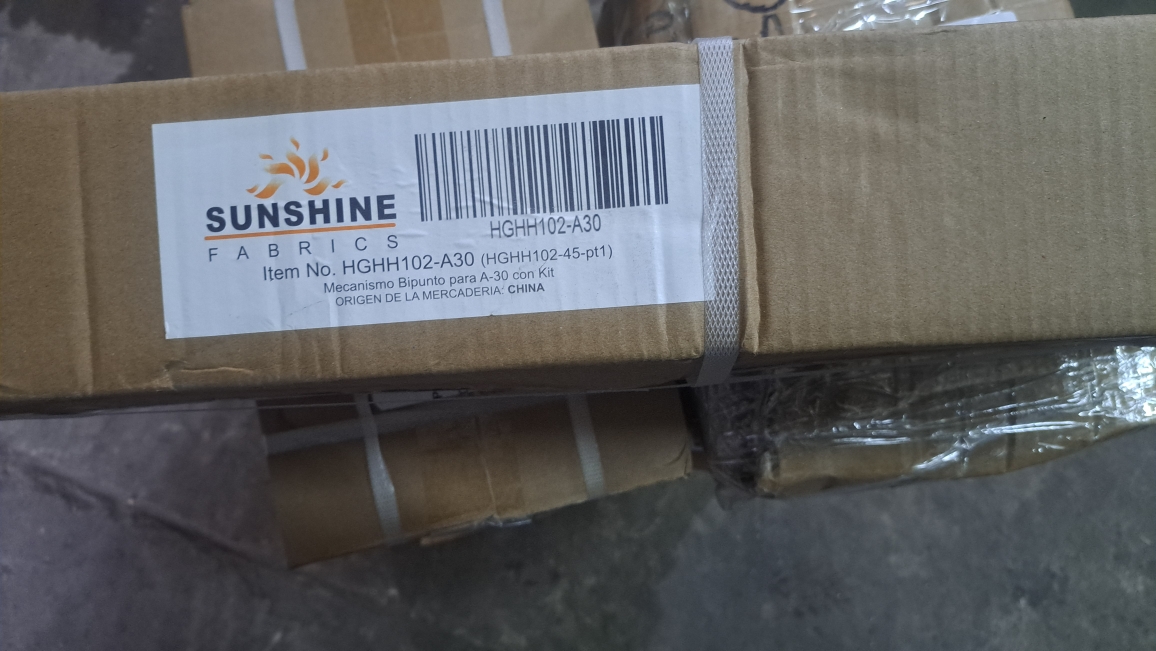 SUNSHINE
FABRICS
HGHH102-A30
Item No. HGHH102-A30 (HGHH102-45-pt1)
Mecanismo Bipunto para A-30 con Kit
ORIGEN DE LA MERCADERIA: CHINA